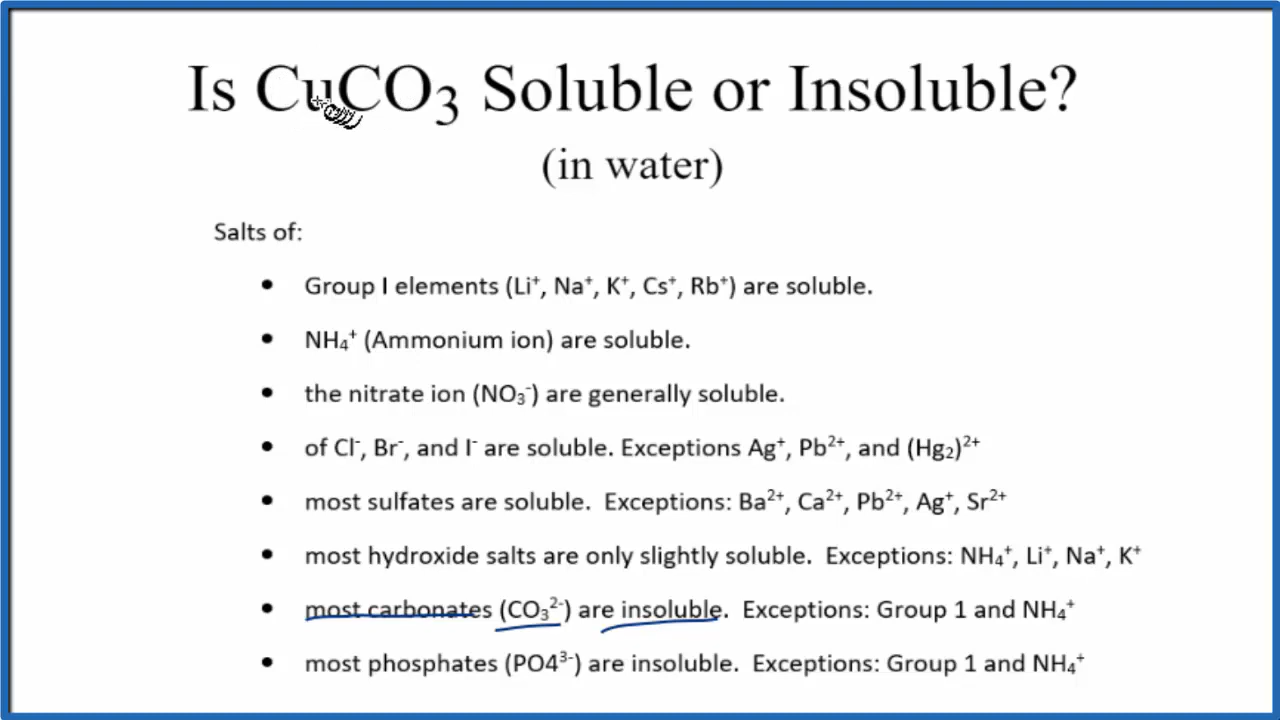 Is CuCO₃ Soluble or Insoluble?
(in water)
Salts of:
• Group I elements (Li⁺, Na⁺, K⁺, Cs⁺, Rb⁺) are soluble.
• NH₄⁺ (Ammonium ion) are soluble.
• the nitrate ion (NO₃⁻) are generally soluble.
• of Cl⁻, Br⁻, and I⁻ are soluble. Exceptions Ag⁺, Pb²⁺, and (Hg₂)²⁺
• most sulfates are soluble. Exceptions: Ba²⁺, Ca²⁺, Pb²⁺, Ag⁺, Sr²⁺
• most hydroxide salts are only slightly soluble. Exceptions: NH₄⁺, Li⁺, Na⁺, K⁺
• most carbonates (CO₃²⁻) are insoluble. Exceptions: Group 1 and NH₄⁺
• most phosphates (PO4³⁻) are insoluble. Exceptions: Group 1 and NH₄⁺